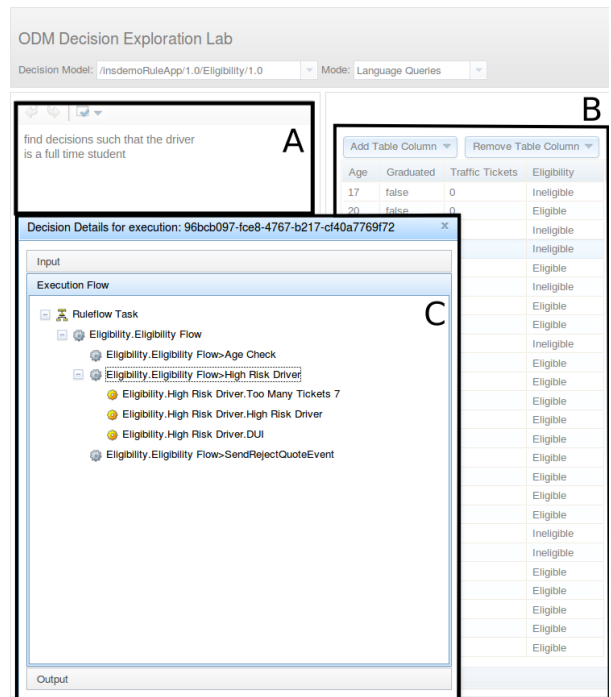 ODM Decision Exploration Lab
Decision Model: /insdemoRuleApp/1.0/Eligibility/1.0 Mode: Language Queries
A
find decisions such that the driver
is a full time student
B
Add Table Column Remove Table Column
Age Graduated Traffic Tickets Eligibility
17 false 0 Ineligible
20 false 0 Eligible
Ineligible
Ineligible
Eligible
Ineligible
Eligible
Eligible
Ineligible
Eligible
Eligible
Eligible
Eligible
Eligible
Eligible
Eligible
Eligible
Eligible
Ineligible
Ineligible
Eligible
Eligible
Eligible
Eligible
Eligible
Decision Details for execution: 96bcb097-fce8-4767-b217-cf40a7769f72 x
Input
Execution Flow
C
Ruleflow Task
Eligibility.Eligibility Flow
Eligibility.Eligibility Flow>Age Check
Eligibility.Eligibility Flow>High Risk Driver
Eligibility.High Risk Driver.Too Many Tickets 7
Eligibility.High Risk Driver.High Risk Driver
Eligibility.High Risk Driver.DUI
Eligibility.Eligibility Flow>SendRejectQuoteEvent
Output